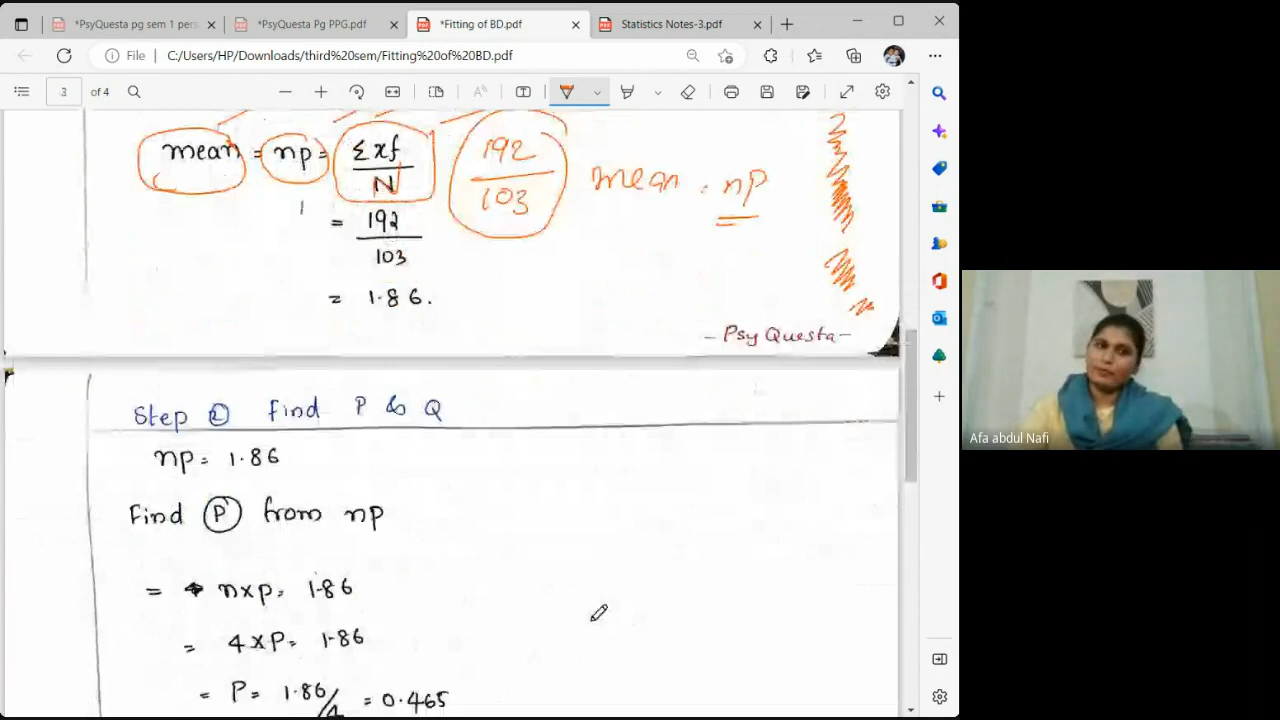 *PsyQuesta pg sem 1 pers
*PsyQuesta Pg PPG.pdf
*Fitting of BD.pdf
Statistics Notes-3.pdf
File
C:/Users/HP/Downloads/third%20sem/Fitting%20of%20BD.pdf
3 of 4
mean = np = Σxf/N
192/103
mean = np
= 192/103
= 1.86.
- Psy Questa -
Step 2 find P & Q
np = 1.86
Find P from np
= n×p = 1.86
= 4×P = 1.86
= P = 1.86/4 = 0.465
Afa abdul Nafi